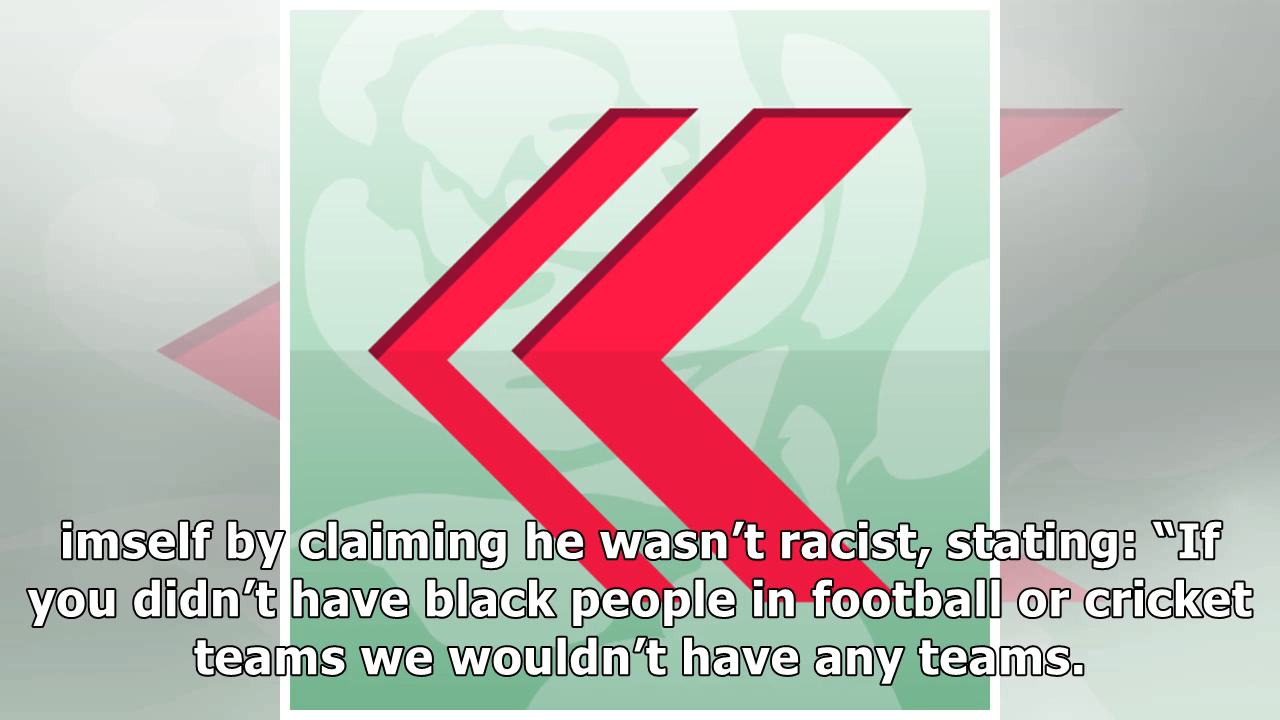 imself by claiming he wasn’t racist, stating: “If
you didn’t have black people in football or cricket
teams we wouldn’t have any teams.